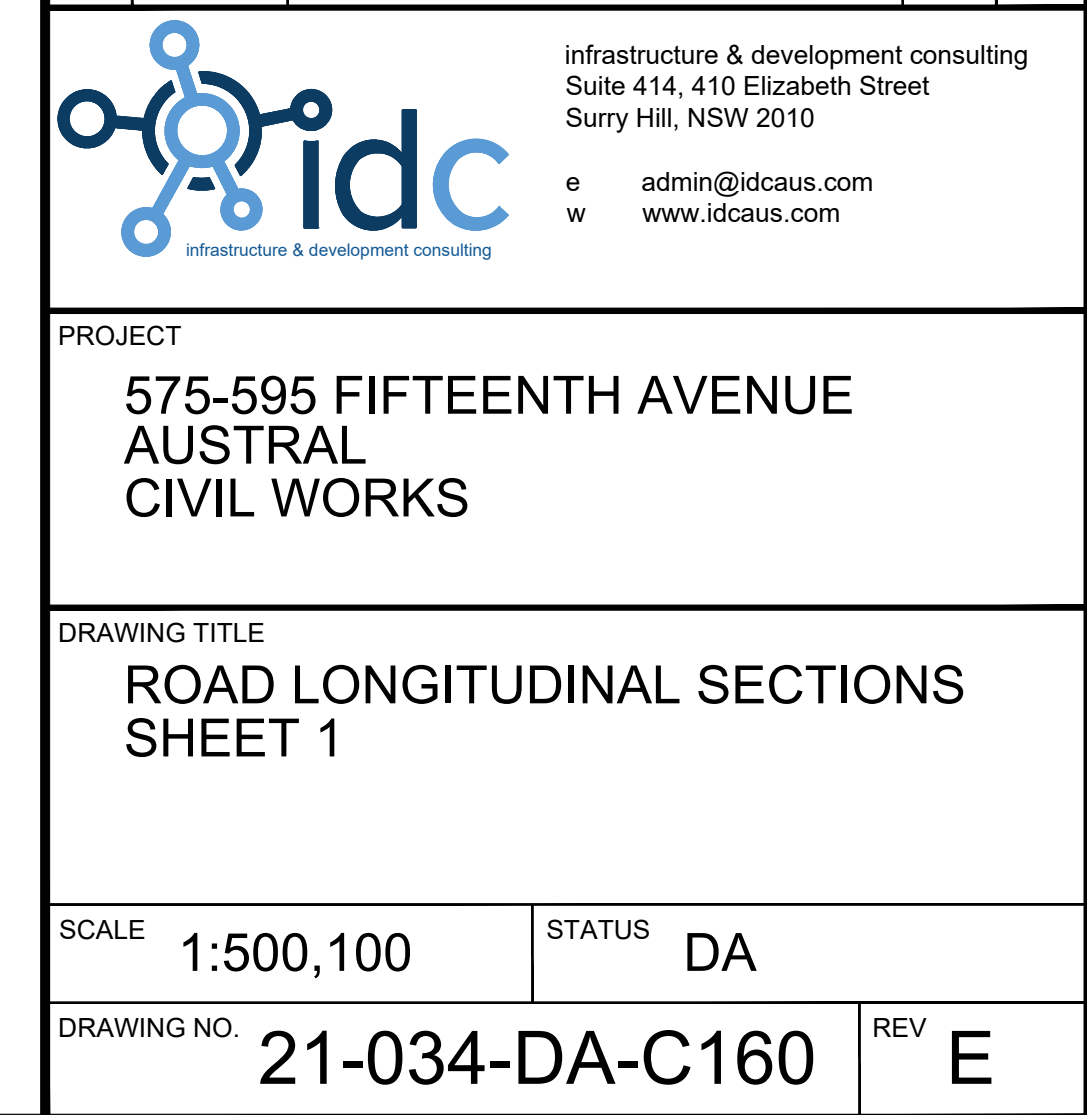 idc
infrastructure & development consulting
infrastructure & development consulting
Suite 414, 410 Elizabeth Street
Surry Hill, NSW 2010
e admin@idcaus.com
w www.idcaus.com
PROJECT
575-595 FIFTEENTH AVENUE
AUSTRAL
CIVIL WORKS
DRAWING TITLE
ROAD LONGITUDINAL SECTIONS
SHEET 1
SCALE 1:500,100
STATUS DA
DRAWING NO. 21-034-DA-C160
REV E